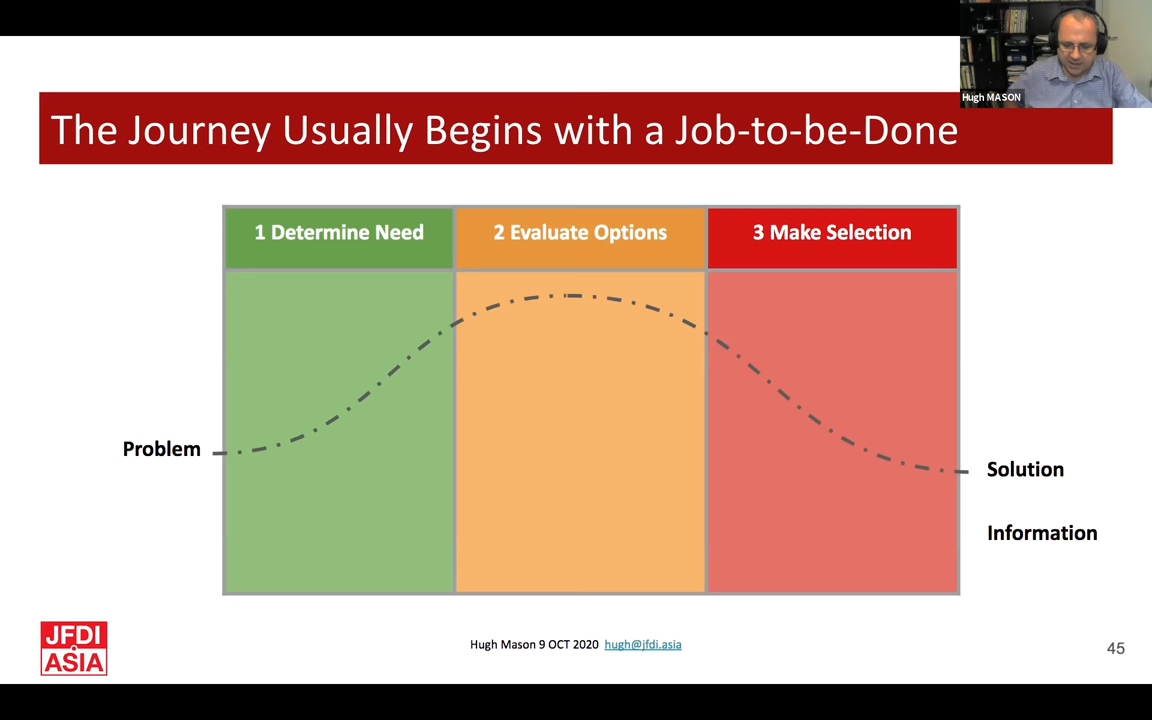 Hugh MASON
The Journey Usually Begins with a Job-to-be-Done
1 Determine Need
2 Evaluate Options
3 Make Selection
Problem
Solution
Information
JFDI
ASIA
Hugh Mason 9 OCT 2020 hugh@jfdi.asia
45